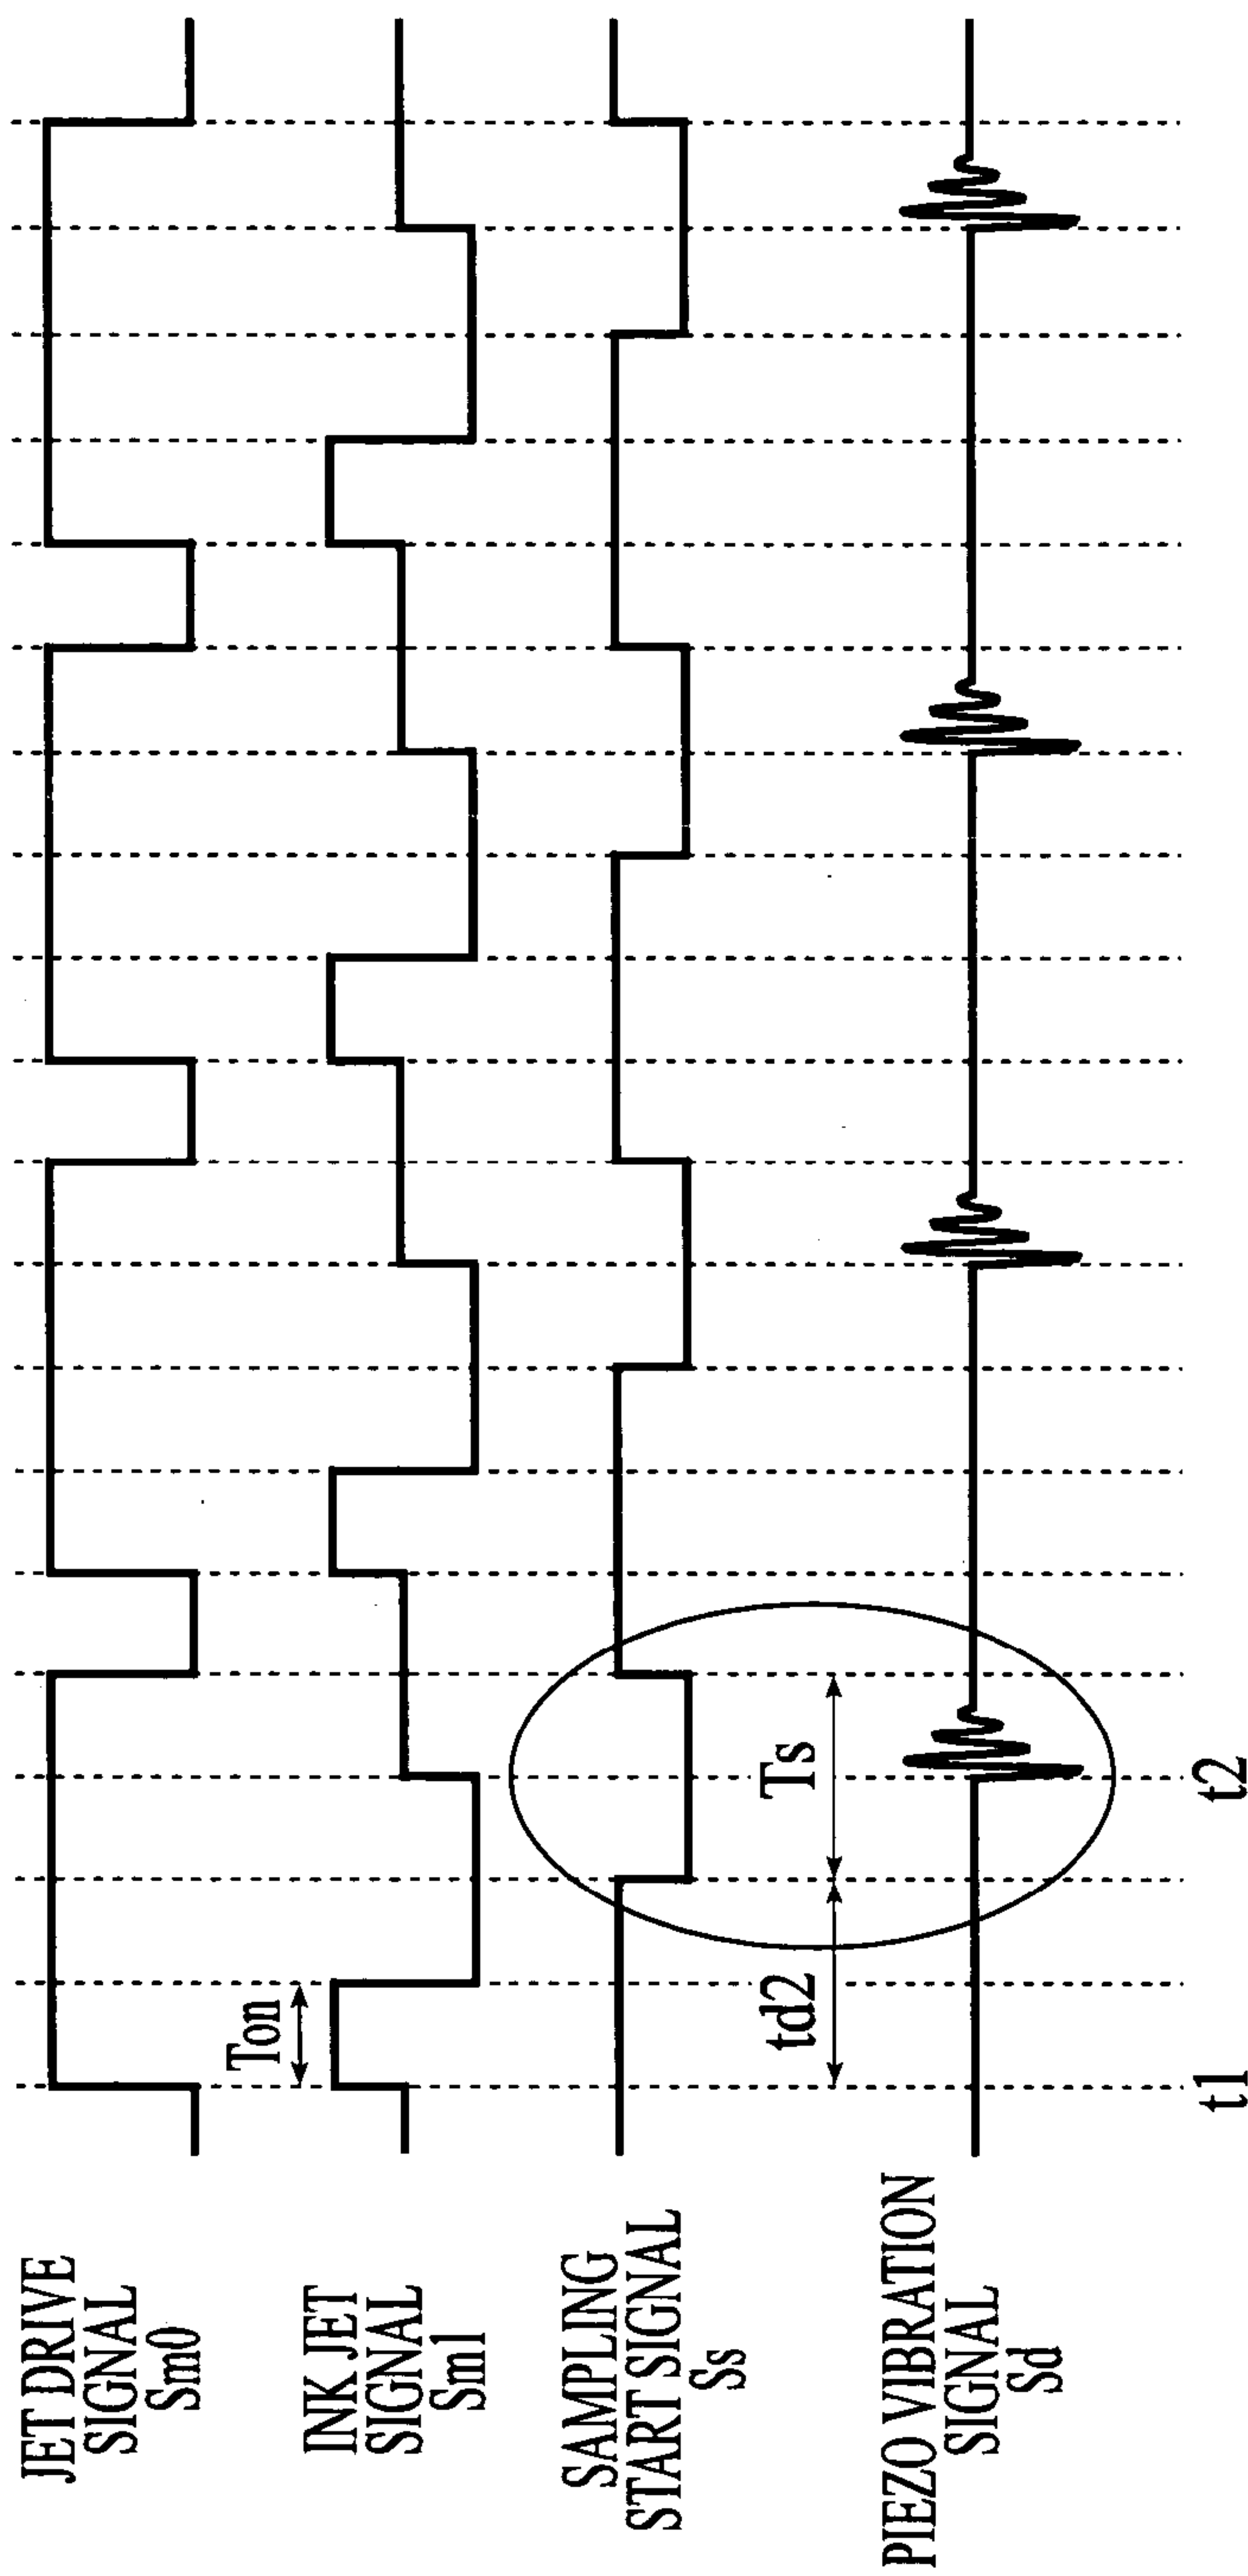 JET DRIVE
SIGNAL
Sm0
INK JET
SIGNAL
Sm1
Ton
SAMPLING
START SIGNAL
Ss
td2
Ts
PIEZO VIBRATION
SIGNAL
Sd
t1
t2